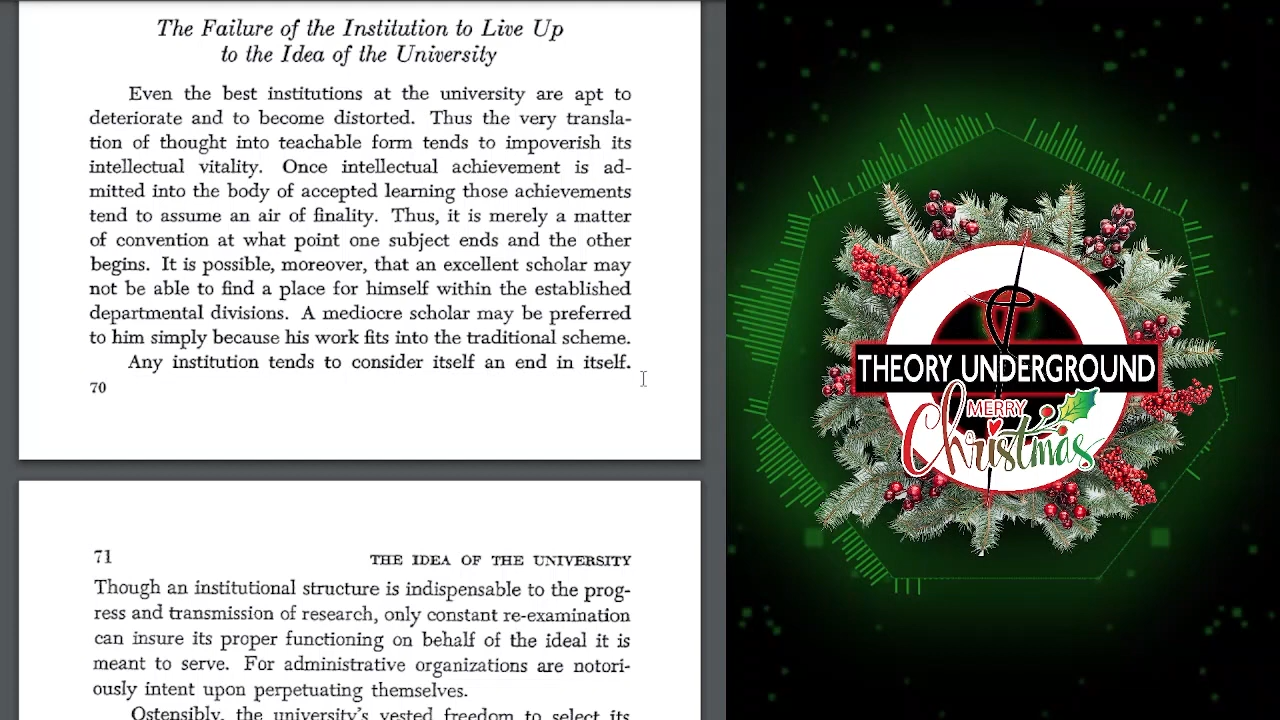 The Failure of the Institution to Live Up
to the Idea of the University
Even the best institutions at the university are apt to
deteriorate and to become distorted. Thus the very transla-
tion of thought into teachable form tends to impoverish its
intellectual vitality. Once intellectual achievement is ad-
mitted into the body of accepted learning those achievements
tend to assume an air of finality. Thus, it is merely a matter
of convention at what point one subject ends and the other
begins. It is possible, moreover, that an excellent scholar may
not be able to find a place for himself within the established
departmental divisions. A mediocre scholar may be preferred
to him simply because his work fits into the traditional scheme.
Any institution tends to consider itself an end in itself.
70
71 THE IDEA OF THE UNIVERSITY
Though an institutional structure is indispensable to the prog-
ress and transmission of research, only constant re-examination
can insure its proper functioning on behalf of the ideal it is
meant to serve. For administrative organizations are notori-
ously intent upon perpetuating themselves.
Ostensibly, the university's vested freedom to select its
THEORY UNDERGROUND
MERRY
Christmas